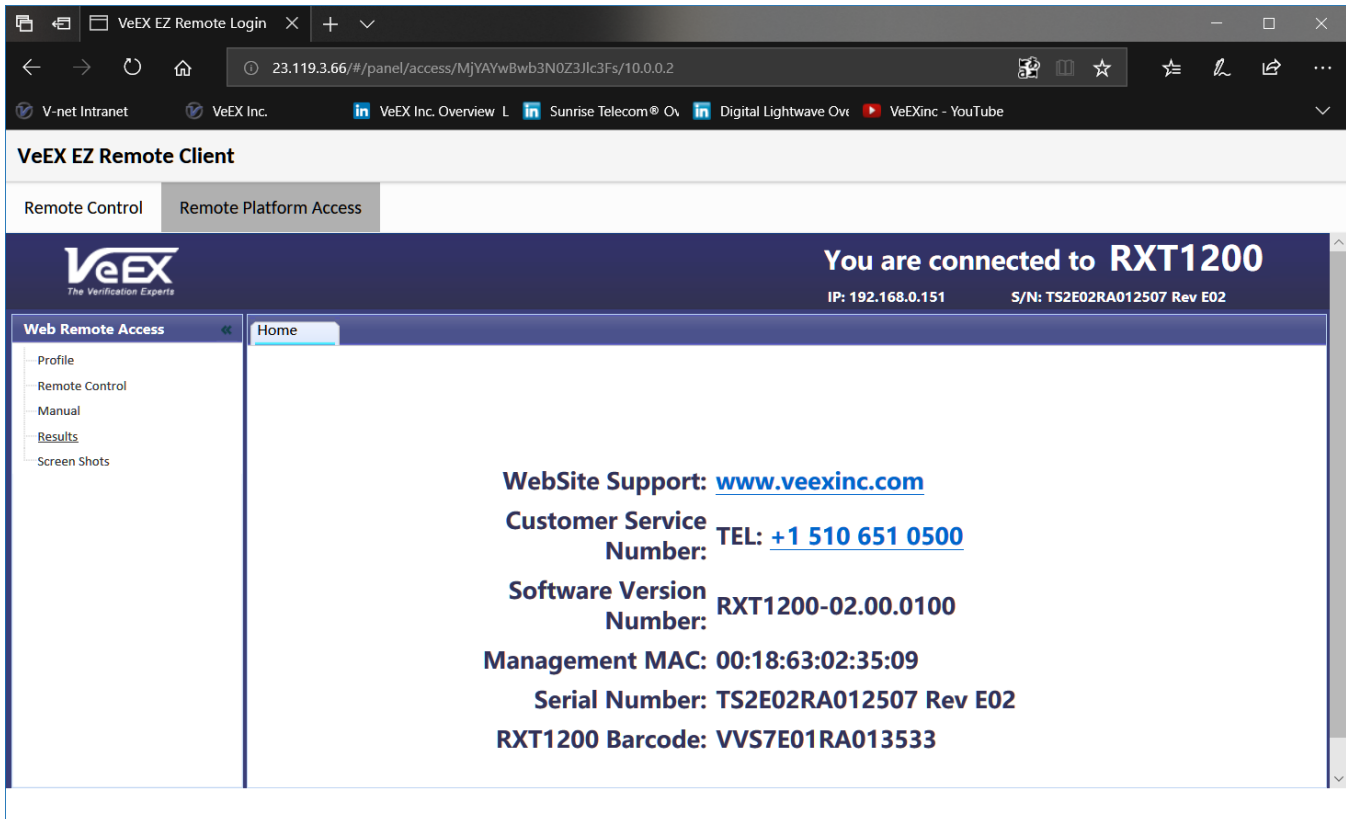 VeEX EZ Remote Login
23.119.3.66/#/panel/access/MjYAYwBwb3N0Z3Jlc3Fs/10.0.0.2
V-net Intranet VeEX Inc. VeEX Inc. Overview L Sunrise Telecom® Ov Digital Lightwave Ove VeEXinc - YouTube
VeEX EZ Remote Client
Remote Control Remote Platform Access
VeEX
The Verification Experts
You are connected to RXT1200
IP: 192.168.0.151 S/N: TS2E02RA012507 Rev E02
Web Remote Access «
Home
Profile
Remote Control
Manual
Results
Screen Shots
WebSite Support: www.veexinc.com
Customer Service
Number: TEL: +1 510 651 0500
Software Version
Number: RXT1200-02.00.0100
Management MAC: 00:18:63:02:35:09
Serial Number: TS2E02RA012507 Rev E02
RXT1200 Barcode: VVS7E01RA013533